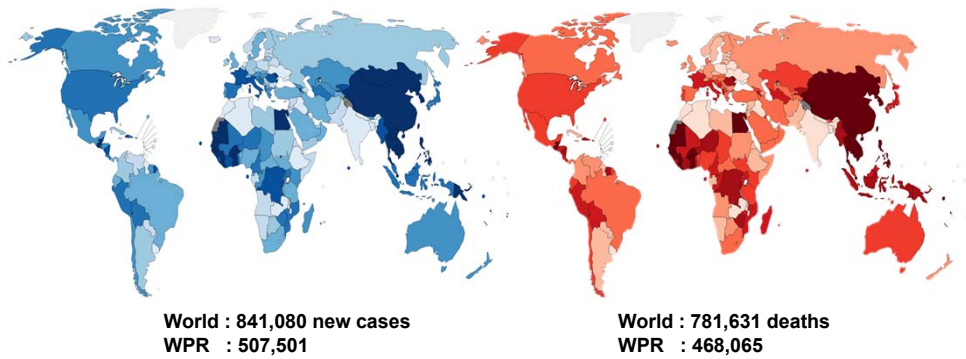 World : 841,080 new cases
WPR : 507,501
World : 781,631 deaths
WPR : 468,065